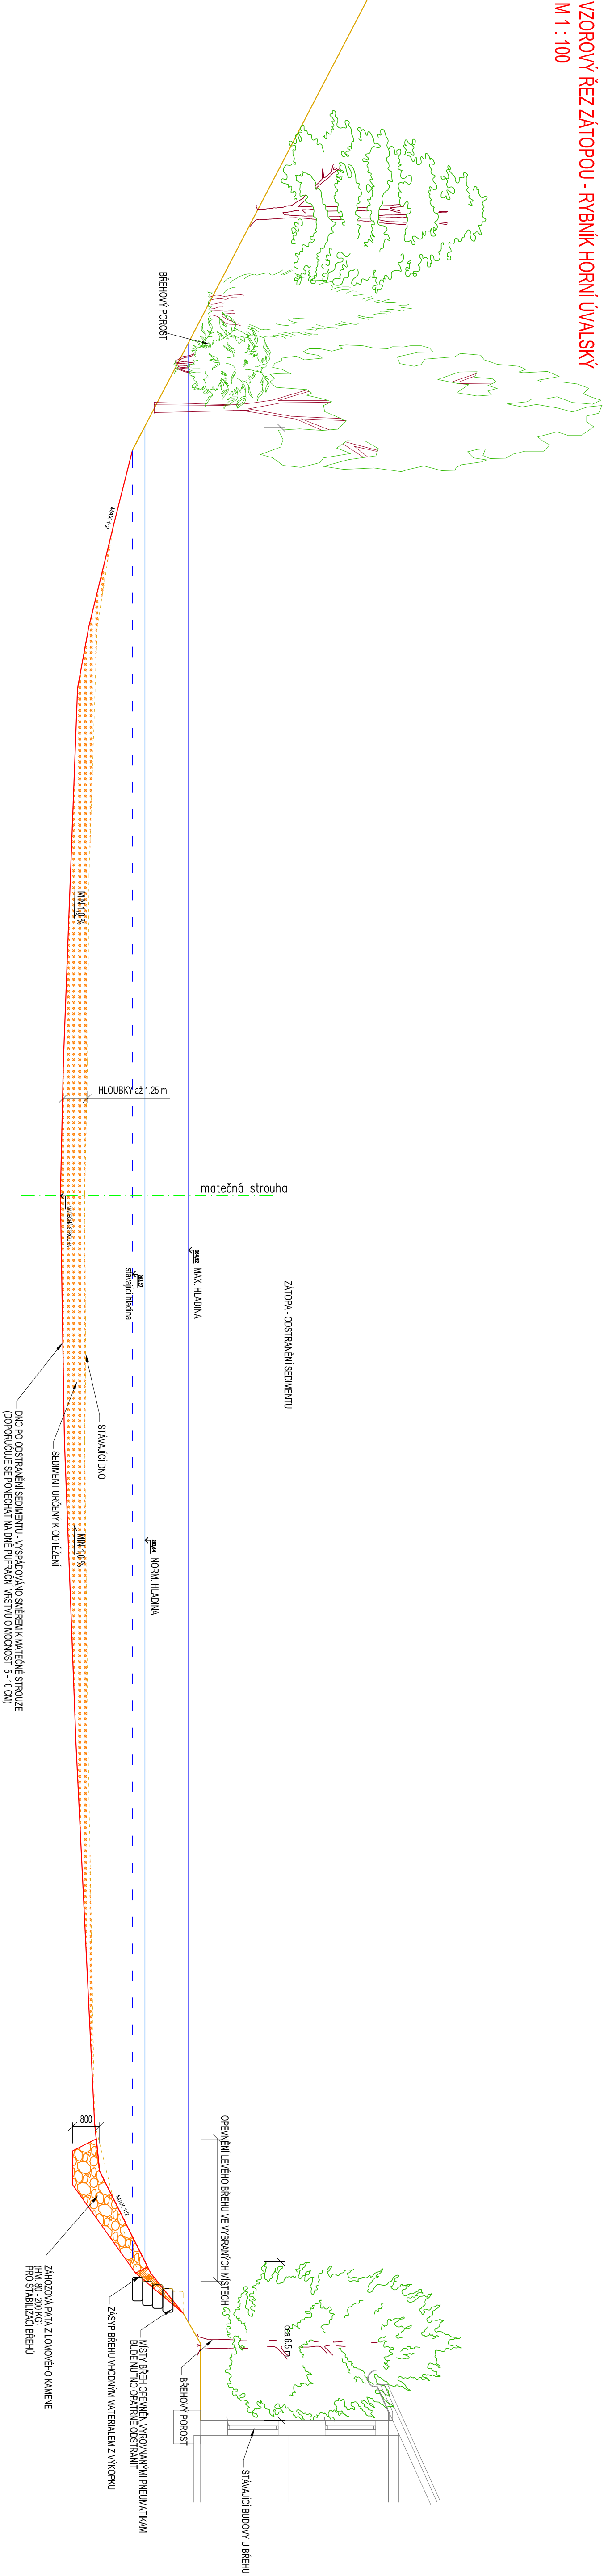 VZOROVÝ ŘEZ ZÁTOPOU - RYBNÍK HORNÍ ÚVALSKÝ
M 1 : 100
BŘEHOVÝ POROST
MAX 1:2
MIN 1,0 %
HLOUBKY až 1,25 m
matečná strouha
MAX. HLADINA
stávající hladina
ZÁTOPA - ODSTRANĚNÍ SEDIMENTU
STÁVAJÍCÍ DNO
SEDIMENT URČENÝ K ODTĚŽENÍ
DNO PO ODSTRANĚNÍ SEDIMENTU - VYSPÁDOVÁNO SMĚREM K MATEČNÉ STROUZE
(DOPORUČUJE SE PONECHAT NA DNĚ PUFRAČNÍ VRSTVU O MOCNOSTI 5 - 10 CM)
NORM. HLADINA
MIN 1,0 %
800
OPEVNĚNÍ LEVÉHO BŘEHU VE VYBRANÝCH MÍSTECH
MAX 1:2
ZÁHOZOVÁ PATA Z LOMOVÉHO KAMENE
(HM. 80 - 200 KG)
PRO STABILIZACI BŘEHŮ
ZÁSYP BŘEHU VHODNÝM MATERIÁLEM Z VÝKOPKU
MÍSTY BŘEH OPEVNĚN VYROVNANÝMI PNEUMATIKAMI
BUDE NUTNO OPATRNĚ ODSTRANIT
BŘEHOVÝ POROST
cca 6,5 m
STÁVAJÍCÍ BUDOVY U BŘEHU